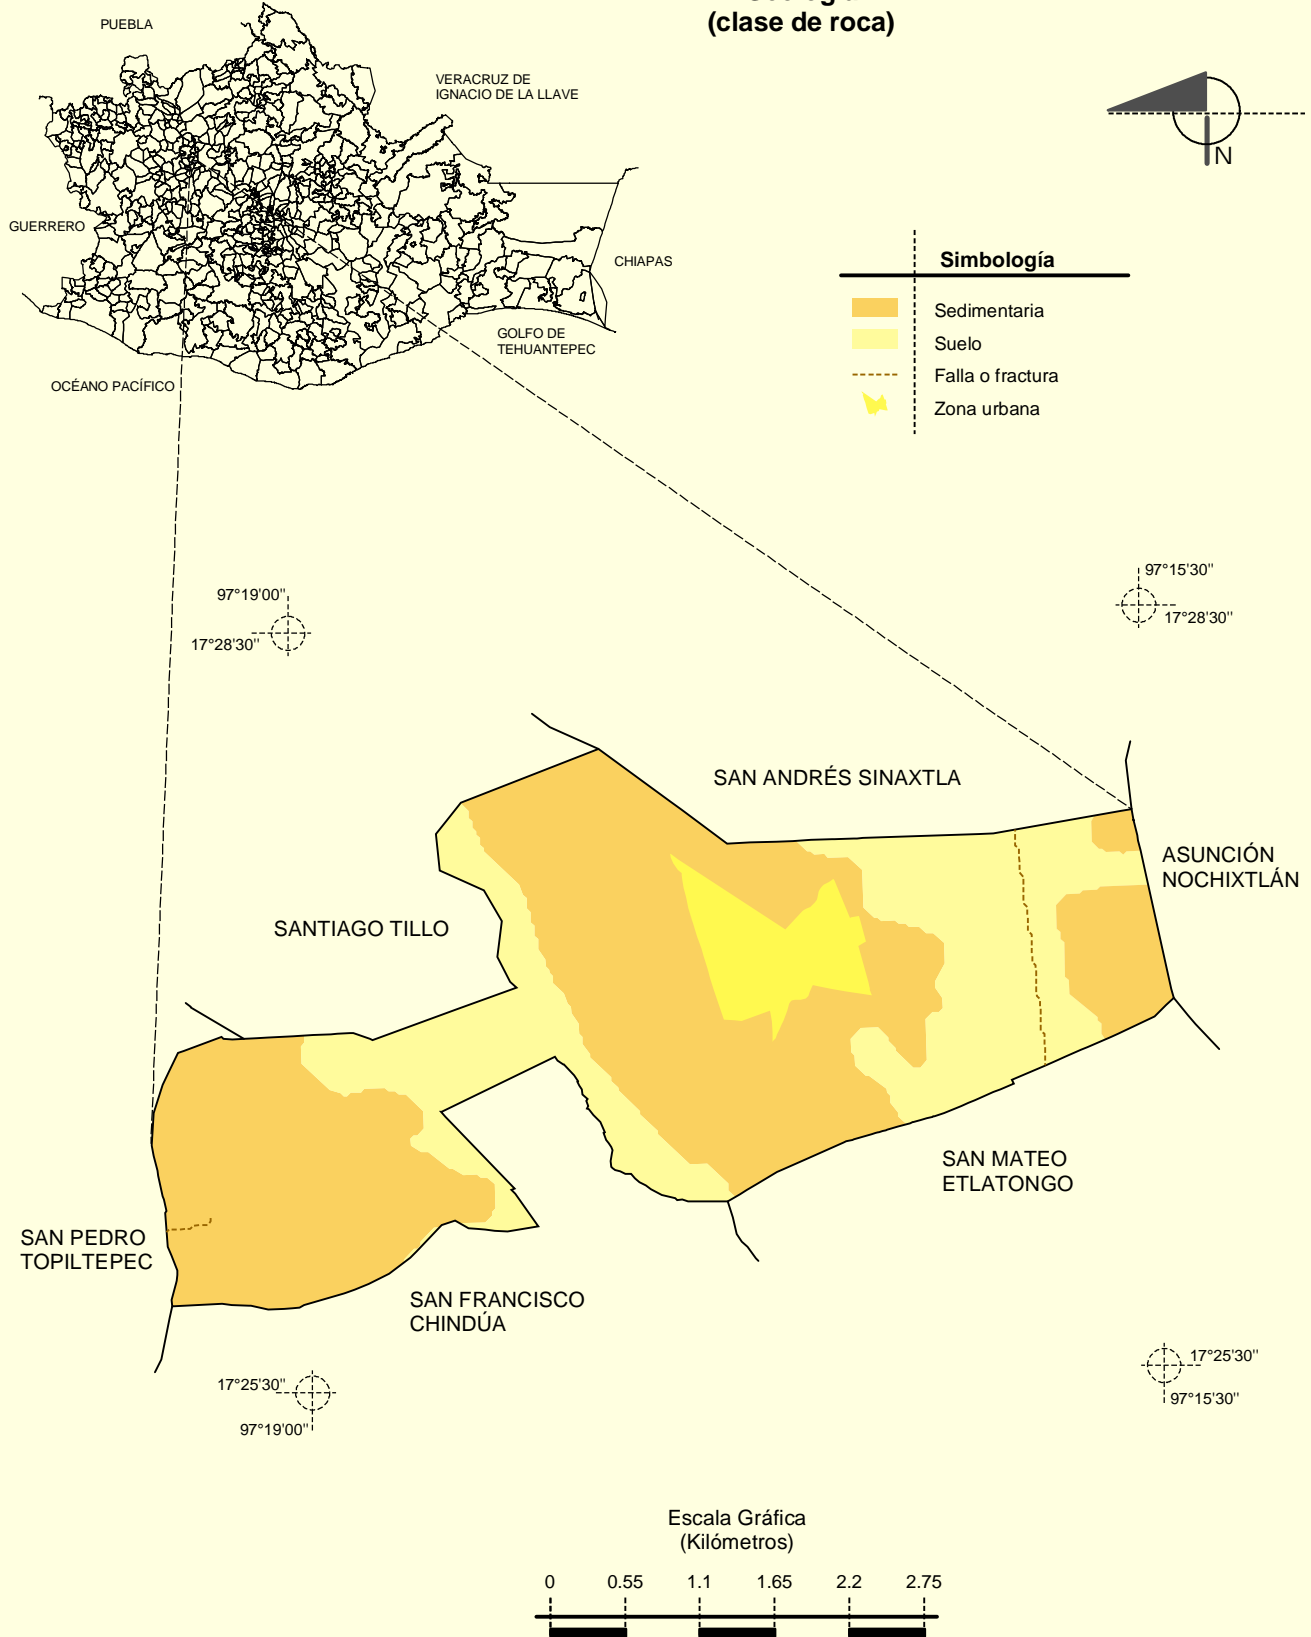 (clase de roca)
PUEBLA
VERACRUZ DE
IGNACIO DE LA LLAVE
N
GUERRERO
CHIAPAS
GOLFO DE
TEHUANTEPEC
OCÉANO PACÍFICO
Simbología
Sedimentaria
Suelo
Falla o fractura
Zona urbana
97°19'00"
17°28'30"
97°15'30"
17°28'30"
SAN ANDRÉS SINAXTLA
ASUNCIÓN
NOCHIXTLÁN
SANTIAGO TILLO
SAN MATEO
ETLATONGO
SAN PEDRO
TOPILTEPEC
SAN FRANCISCO
CHINDÚA
17°25'30"
97°19'00"
17°25'30"
97°15'30"
Escala Gráfica
(Kilómetros)
0 0.55 1.1 1.65 2.2 2.75